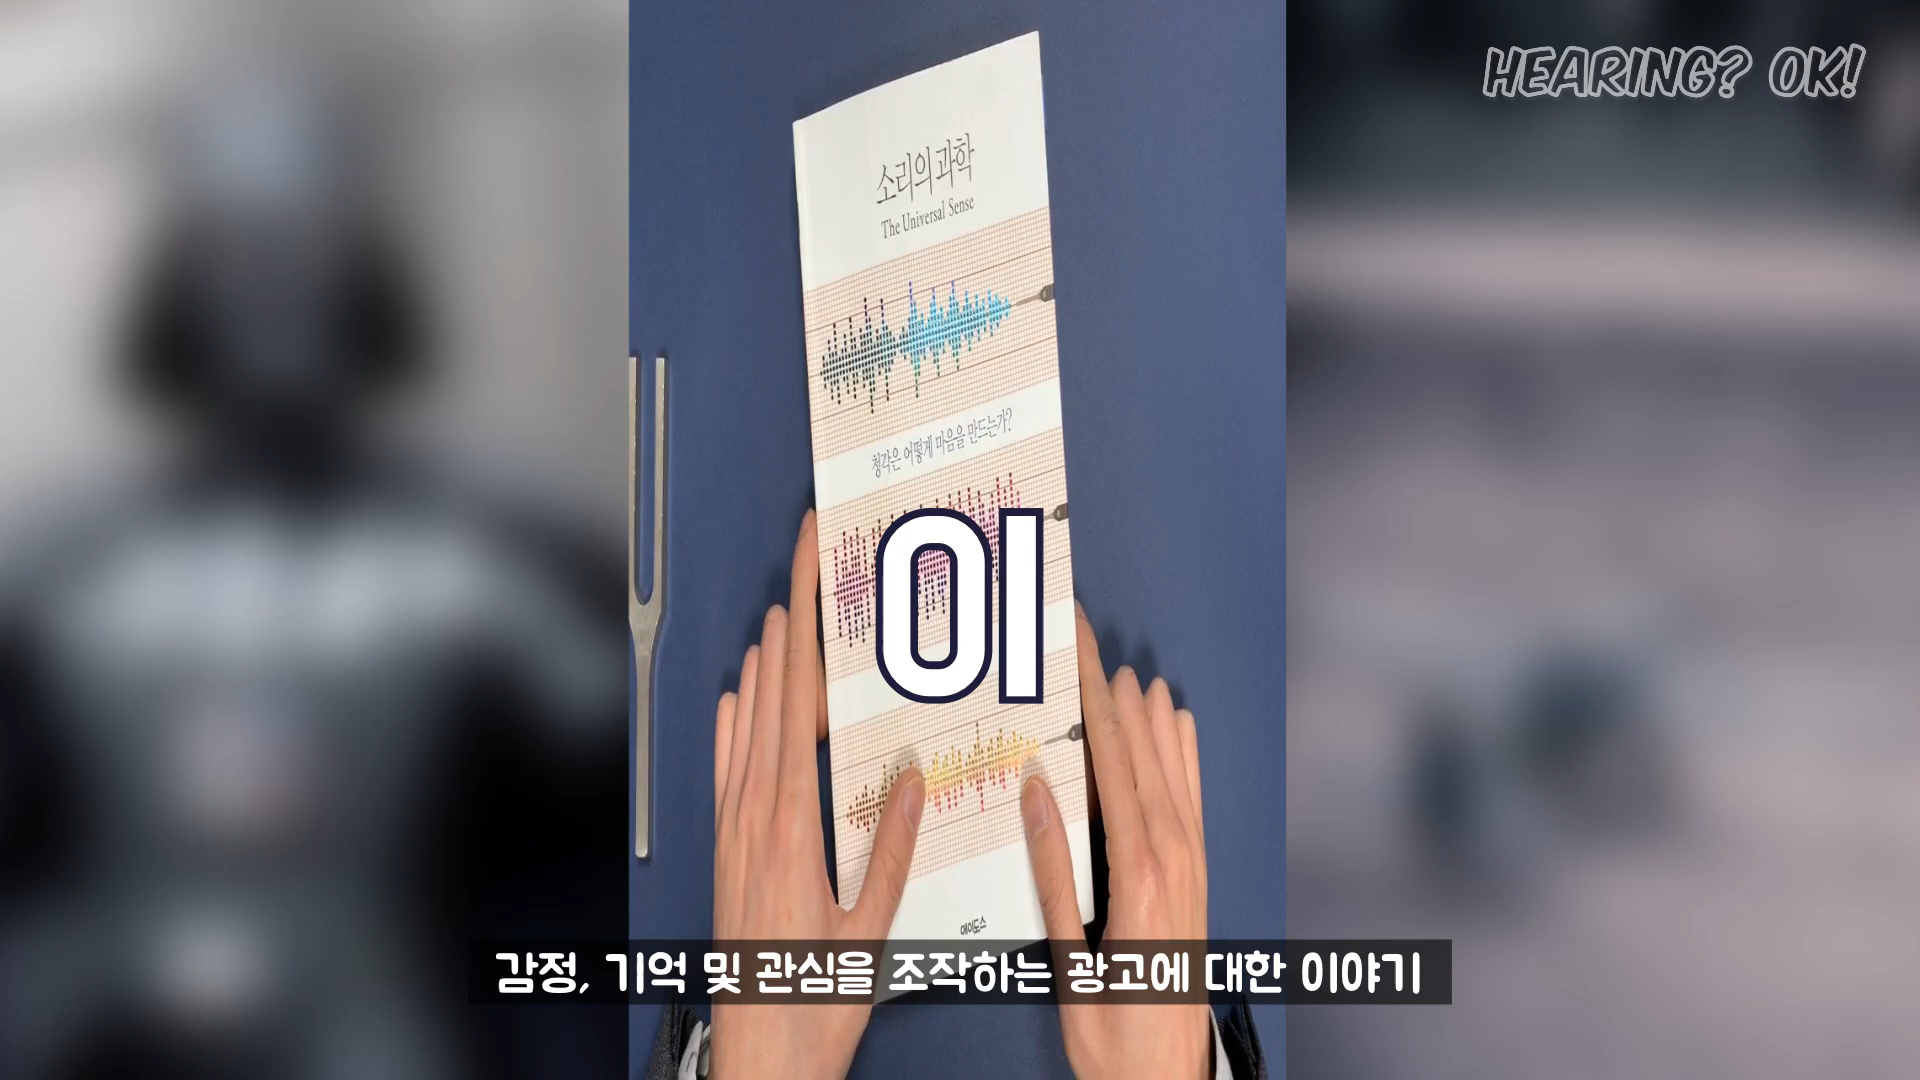 HEARING? OK!
소리의 과학
The Universal Sense
청각은 어떻게 마음을 만드는가?
이
에이도스
감정, 기억 및 관심을 조작하는 광고에 대한 이야기